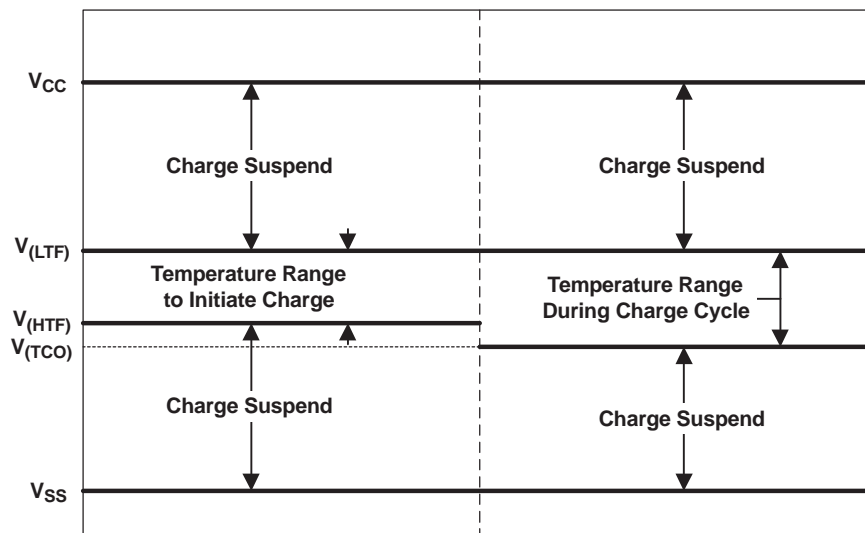 VCC
Charge Suspend
Charge Suspend
V(LTF)
Temperature Range
to Initiate Charge
Temperature Range
During Charge Cycle
V(HTF)
V(TCO)
Charge Suspend
Charge Suspend
VSS